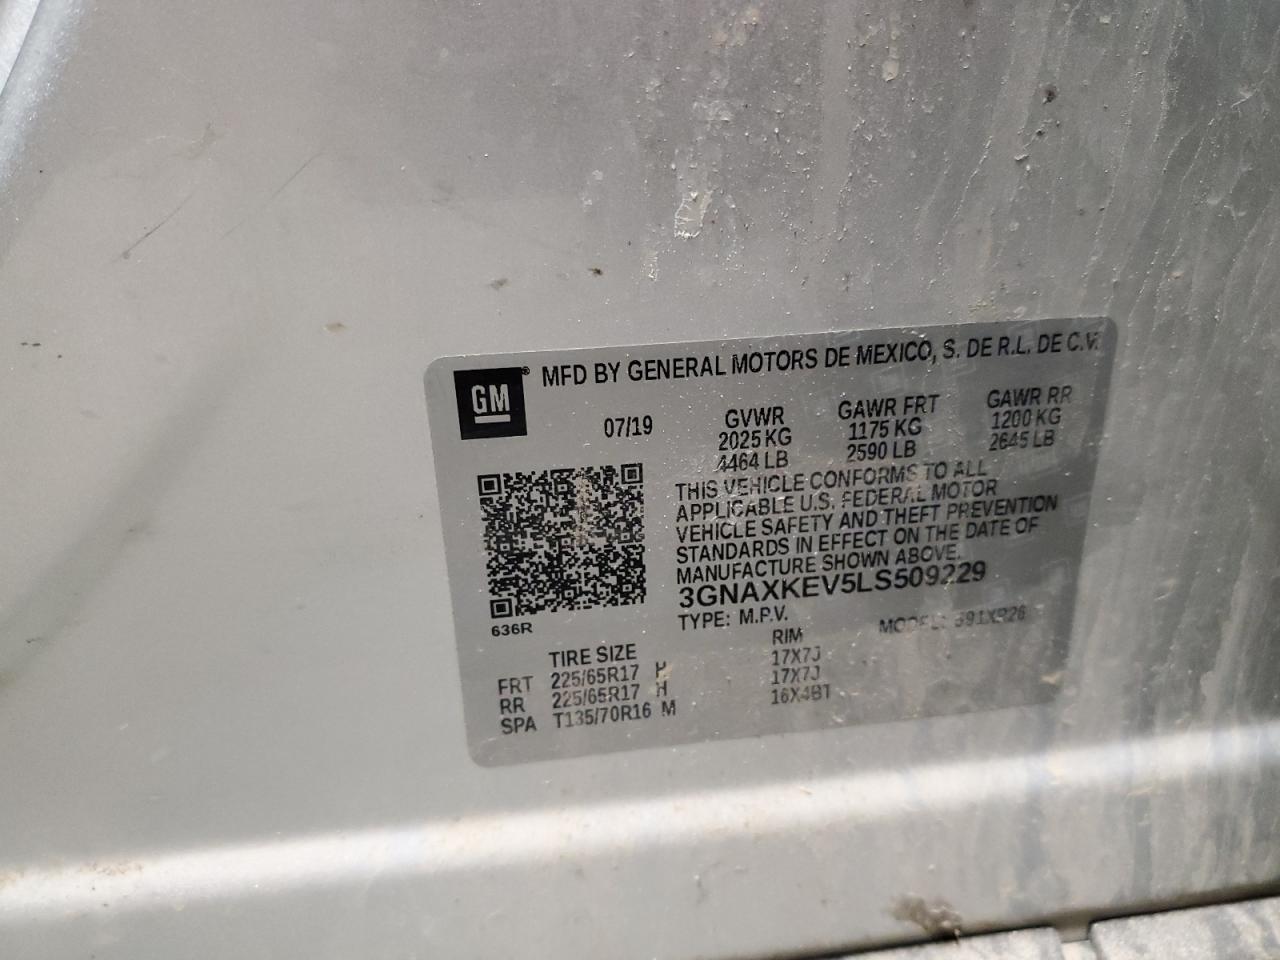 GM ® MFD BY GENERAL MOTORS DE MEXICO, S. DE R.L. DE C.V.
07/19 GVWR GAWR FRT GAWR RR
2025 KG 1175 KG 1200 KG
4464 LB 2590 LB 2645 LB
THIS VEHICLE CONFORMS TO ALL
APPLICABLE U.S. FEDERAL MOTOR
VEHICLE SAFETY AND THEFT PREVENTION
STANDARDS IN EFFECT ON THE DATE OF
MANUFACTURE SHOWN ABOVE.
3GNAXKEV5LS509229
636R
TYPE: M.P.V. MODEL:
TIRE SIZE RIM
FRT 225/65R17 H 17X7J
RR 225/65R17 H 17X7J
SPA T135/70R16 M 16X4BT